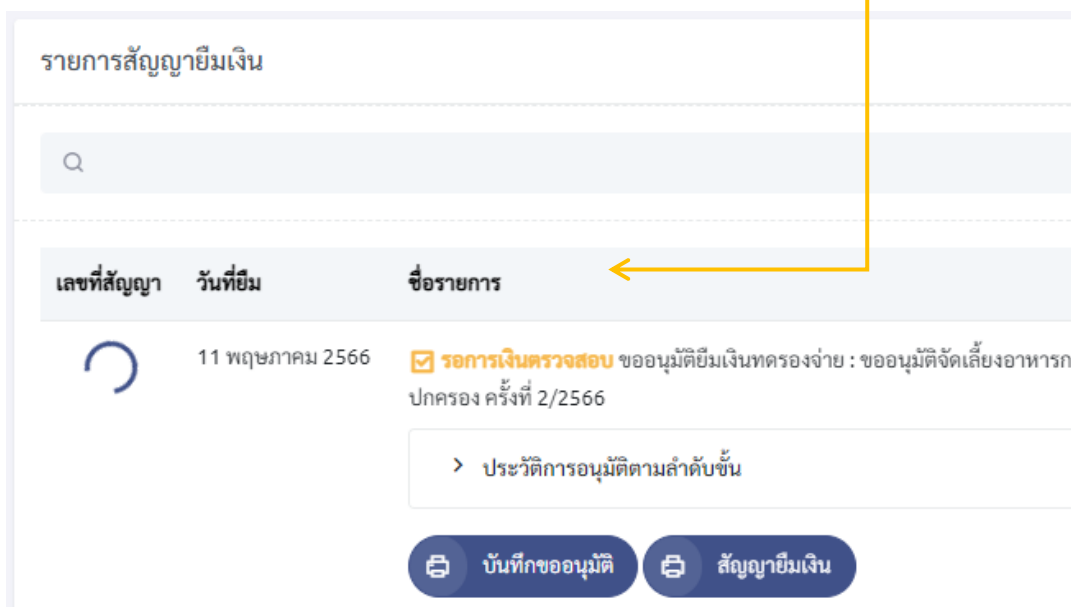 รายการสัญญายืมเงิน
เลขที่สัญญา วันที่ยืม ชื่อรายการ
11 พฤษภาคม 2566 รอการเงินตรวจสอบ ขออนุมัติยืมเงินทดรองจ่าย : ขออนุมัติจัดเลี้ยงอาหารก
ปกครอง ครั้งที่ 2/2566
ประวัติการอนุมัติตามลำดับขั้น
บันทึกขออนุมัติ สัญญายืมเงิน